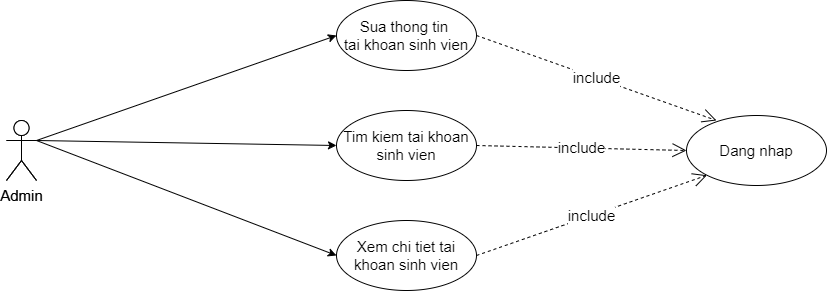 Sua thong tin
tai khoan sinh vien
include
Tim kiem tai khoan
sinh vien
include
Dang nhap
Admin
include
Xem chi tiet tai
khoan sinh vien